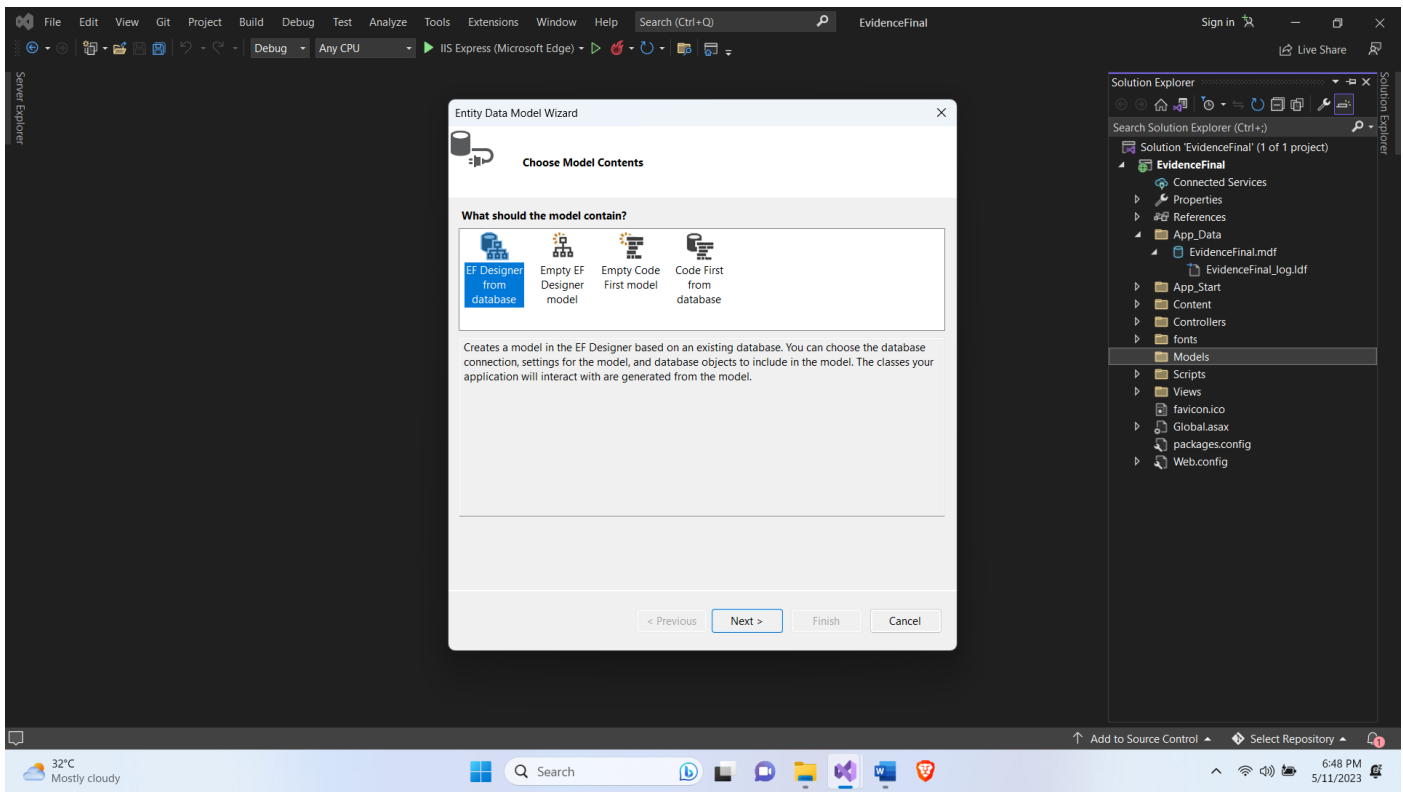 File Edit View Git Project Build Debug Test Analyze Tools Extensions Window Help Search (Ctrl+Q) EvidenceFinal Sign in
Debug Any CPU IIS Express (Microsoft Edge) Live Share
Server Explorer
Entity Data Model Wizard
Choose Model Contents
What should the model contain?
EF Designer from database
Empty EF Designer model
Empty Code First model
Code First from database
Creates a model in the EF Designer based on an existing database. You can choose the database
connection, settings for the model, and database objects to include in the model. The classes your
application will interact with are generated from the model.
< Previous Next > Finish Cancel
Solution Explorer
Search Solution Explorer (Ctrl+;)
Solution 'EvidenceFinal' (1 of 1 project)
EvidenceFinal
Connected Services
Properties
References
App_Data
EvidenceFinal.mdf
EvidenceFinal_log.ldf
App_Start
Content
Controllers
fonts
Models
Scripts
Views
favicon.ico
Global.asax
packages.config
Web.config
Solution Explorer
Add to Source Control Select Repository 1
32°C
Mostly cloudy
Search
6:48 PM
5/11/2023